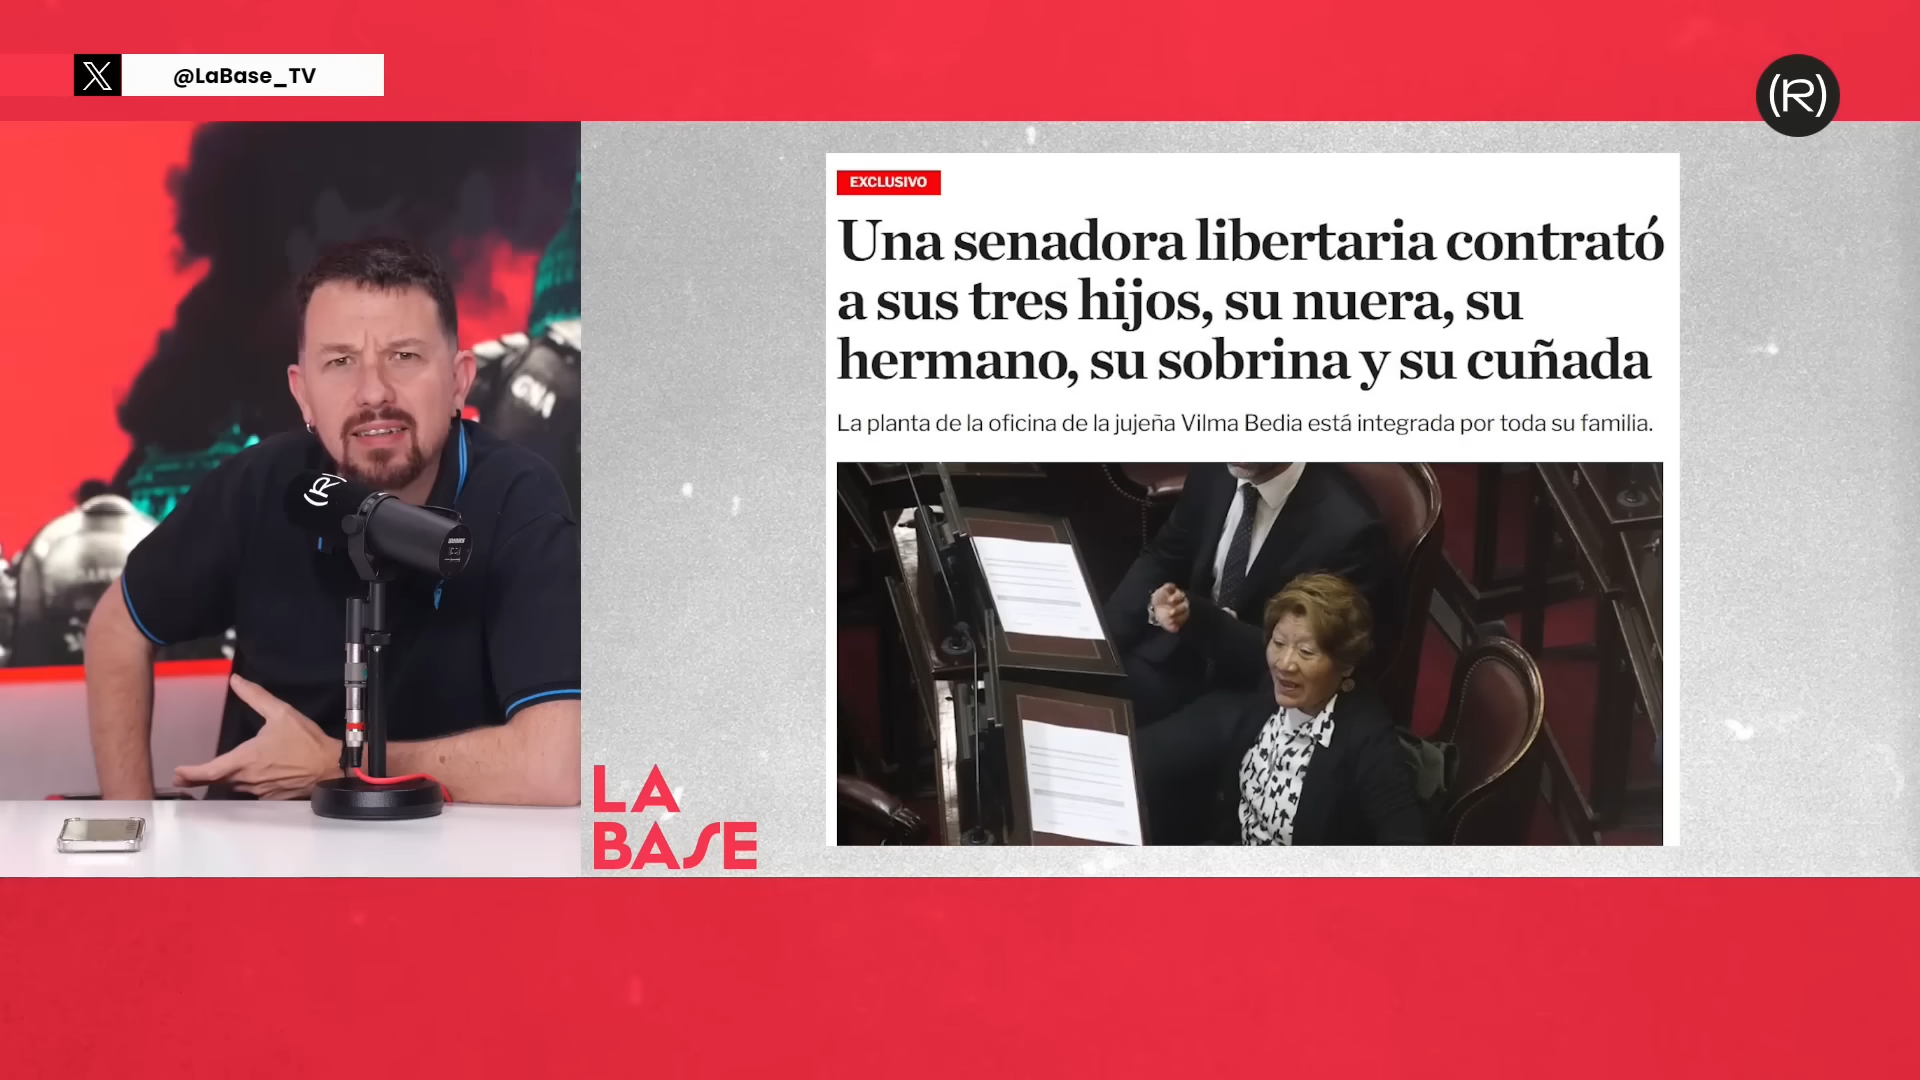 @LaBase_TV
(R)
EXCLUSIVO
Una senadora libertaria contrató
a sus tres hijos, su nuera, su
hermano, su sobrina y su cuñada
La planta de la oficina de la jujeña Vilma Bedia está integrada por toda su familia.
(R)
LA
BASE